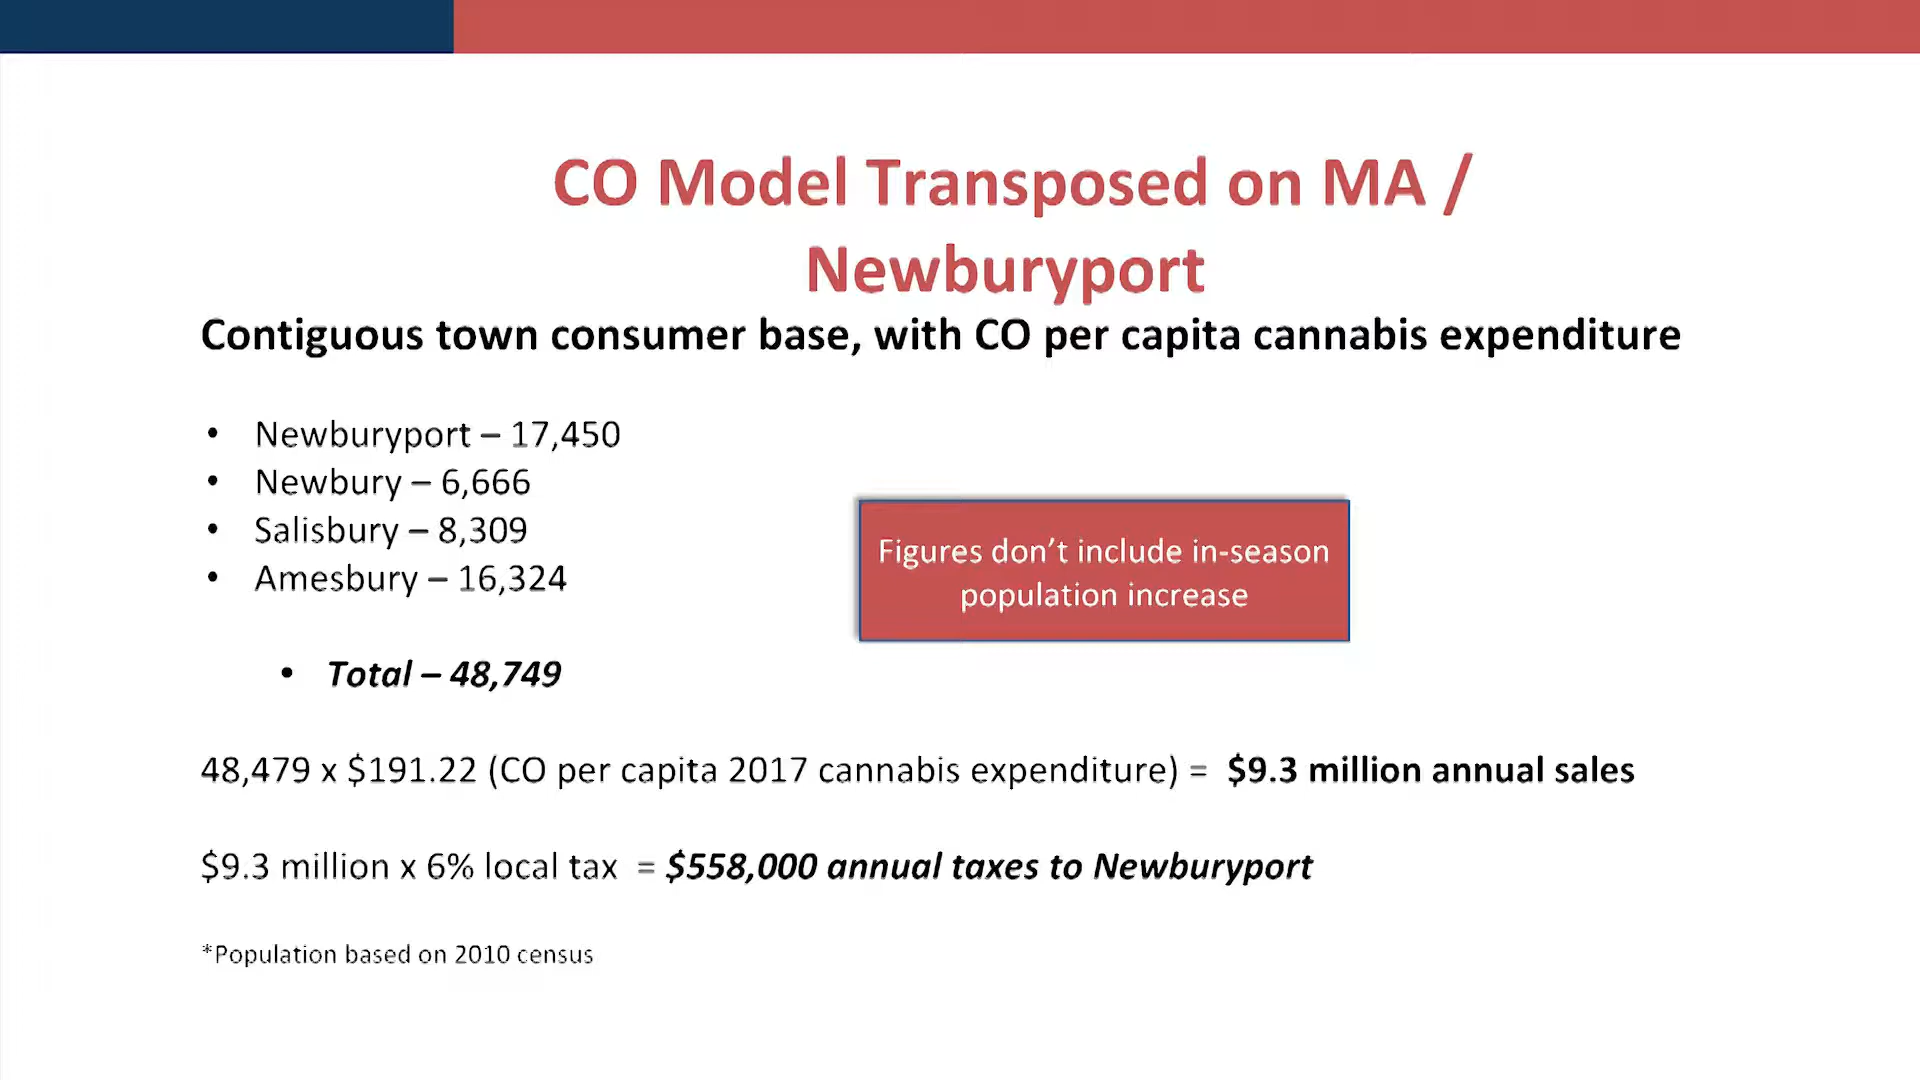 CO Model Transposed on MA /
Newburyport
Contiguous town consumer base, with CO per capita cannabis expenditure
• Newburyport – 17,450
• Newbury – 6,666
• Salisbury – 8,309
• Amesbury – 16,324
Figures don’t include in-season
population increase
• Total – 48,749
48,479 x $191.22 (CO per capita 2017 cannabis expenditure) = $9.3 million annual sales
$9.3 million x 6% local tax = $558,000 annual taxes to Newburyport
*Population based on 2010 census